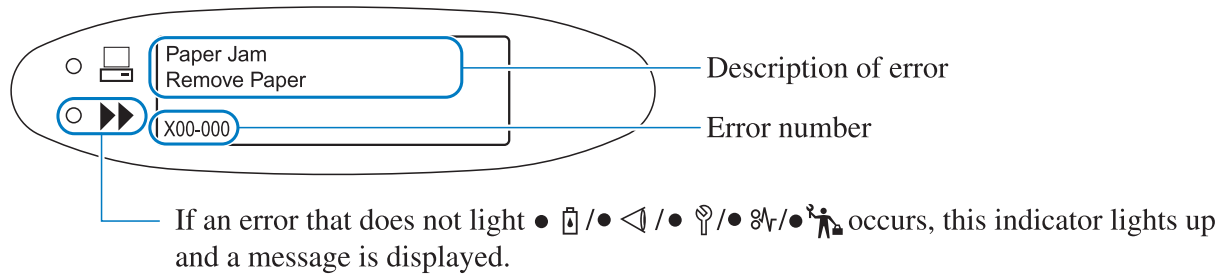 Paper Jam
Remove Paper
Description of error
X00-000
Error number
If an error that does not light ● / ● / ● / ● / ● occurs, this indicator lights up
and a message is displayed.